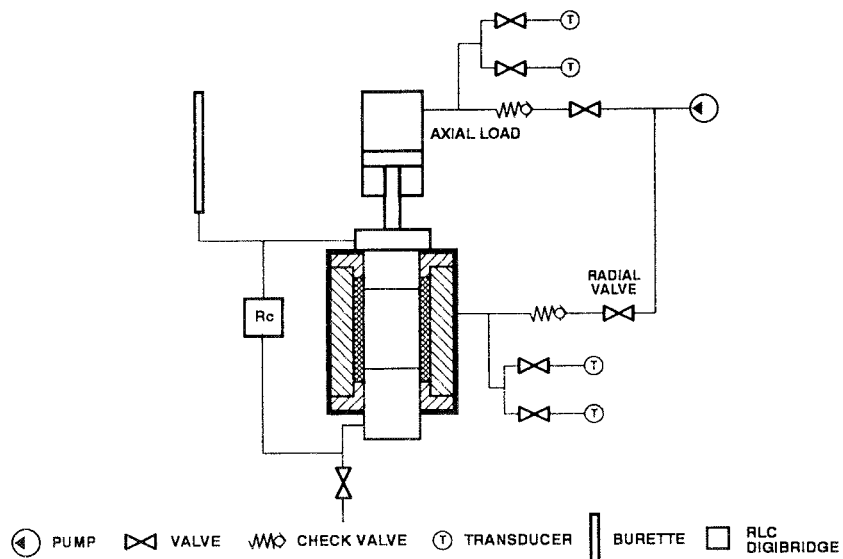 T
T
AXIAL LOAD
RADIAL
VALVE
Rc
T
T
PUMP
VALVE
CHECK VALVE
T TRANSDUCER
BURETTE
RLC
DIGIBRIDGE